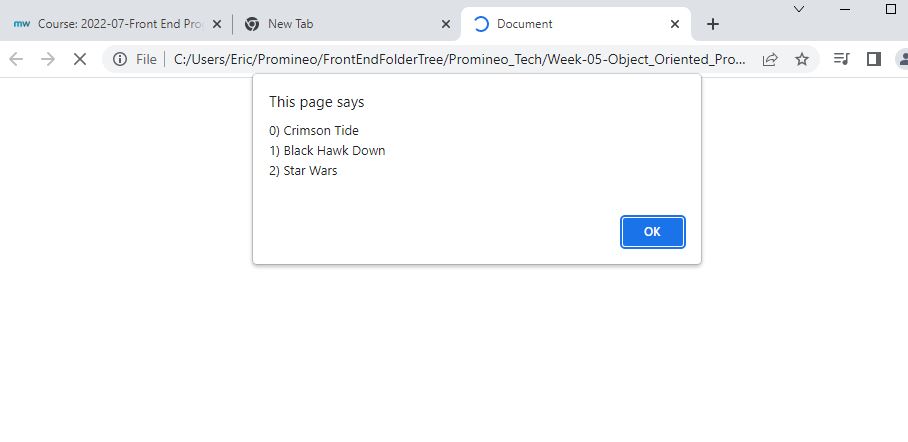 mw Course: 2022-07-Front End Pro
New Tab
Document
File | C:/Users/Eric/Promineo/FrontEndFolderTree/Promineo_Tech/Week-05-Object_Oriented_Pro...
This page says
0) Crimson Tide
1) Black Hawk Down
2) Star Wars
OK